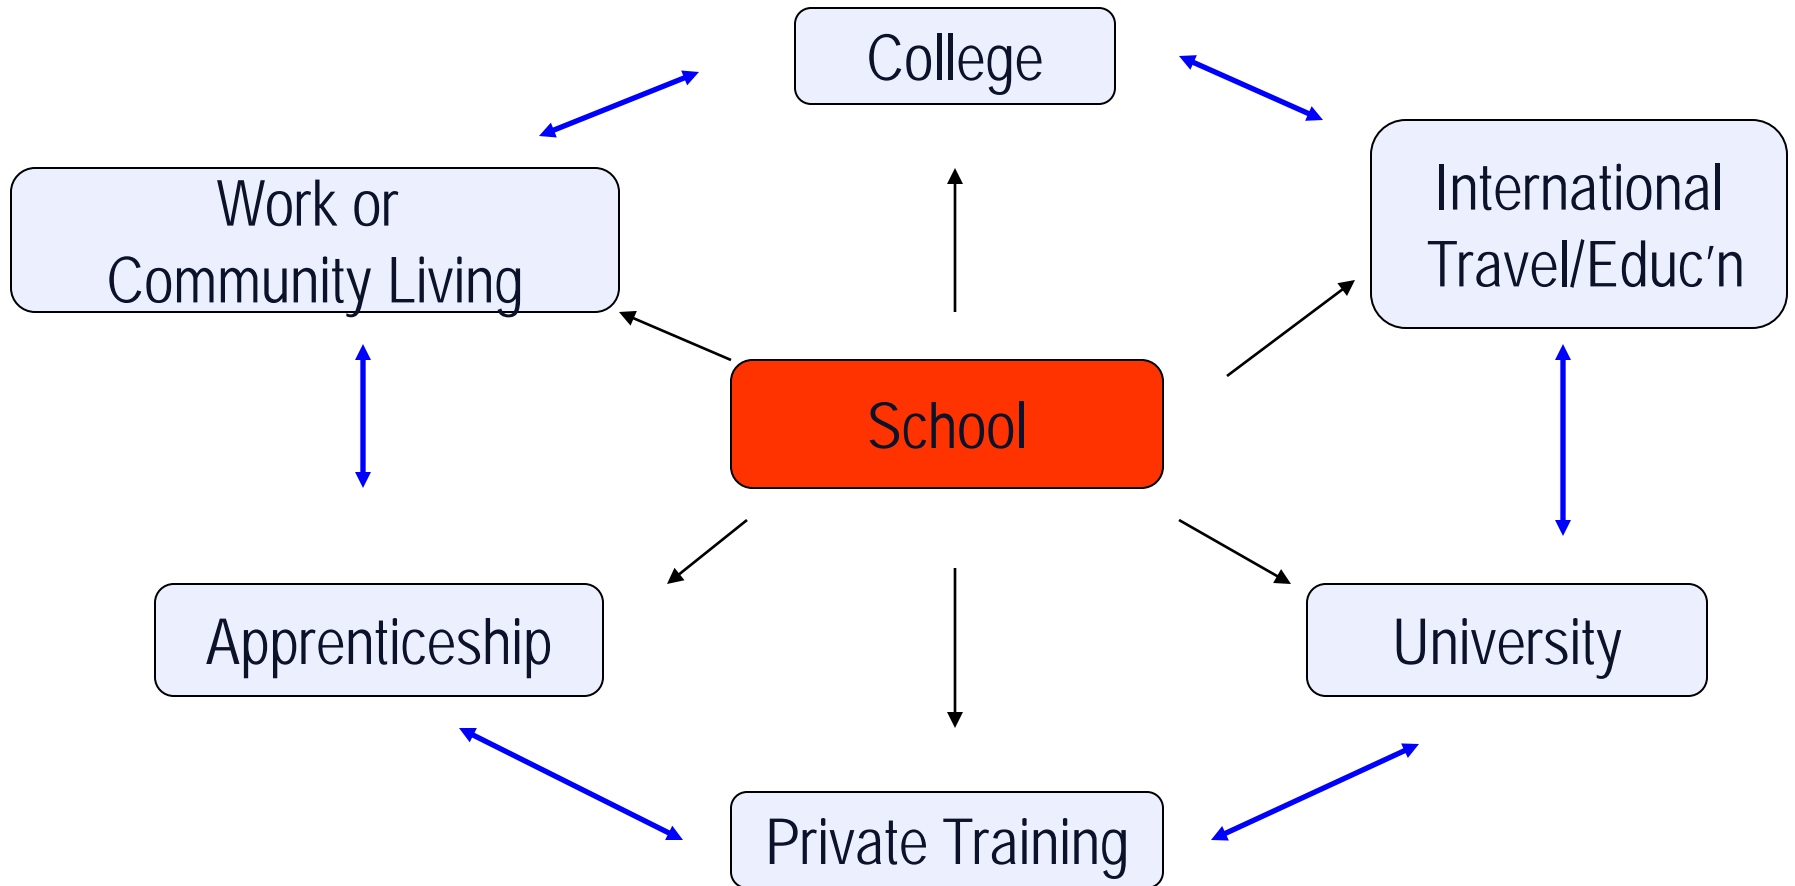 College
Work or
Community Living
International
Travel/Educ’n
School
Apprenticeship
University
Private Training